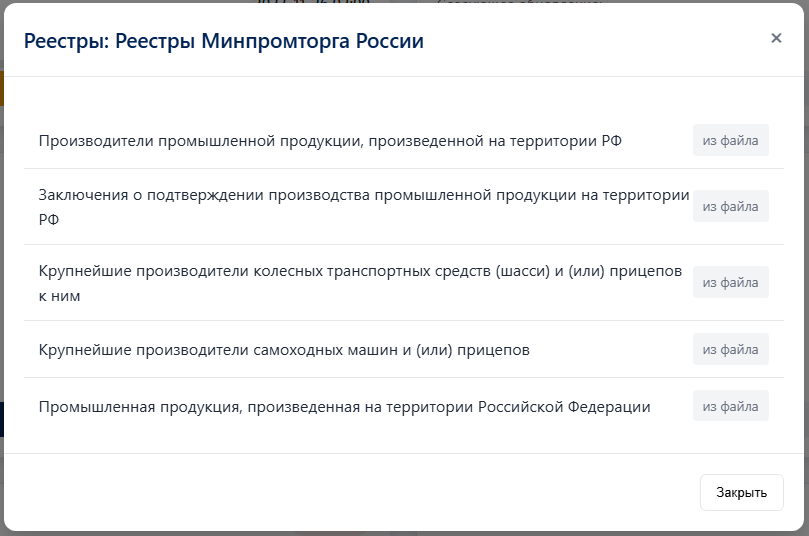 Реестры: Реестры Минпромторга России
×
Производители промышленной продукции, произведенной на территории РФ
из файла
Заключения о подтверждении производства промышленной продукции на территории
РФ
из файла
Крупнейшие производители колесных транспортных средств (шасси) и (или) прицепов
к ним
из файла
Крупнейшие производители самоходных машин и (или) прицепов
из файла
Промышленная продукция, произведенная на территории Российской Федерации
из файла
Закрыть